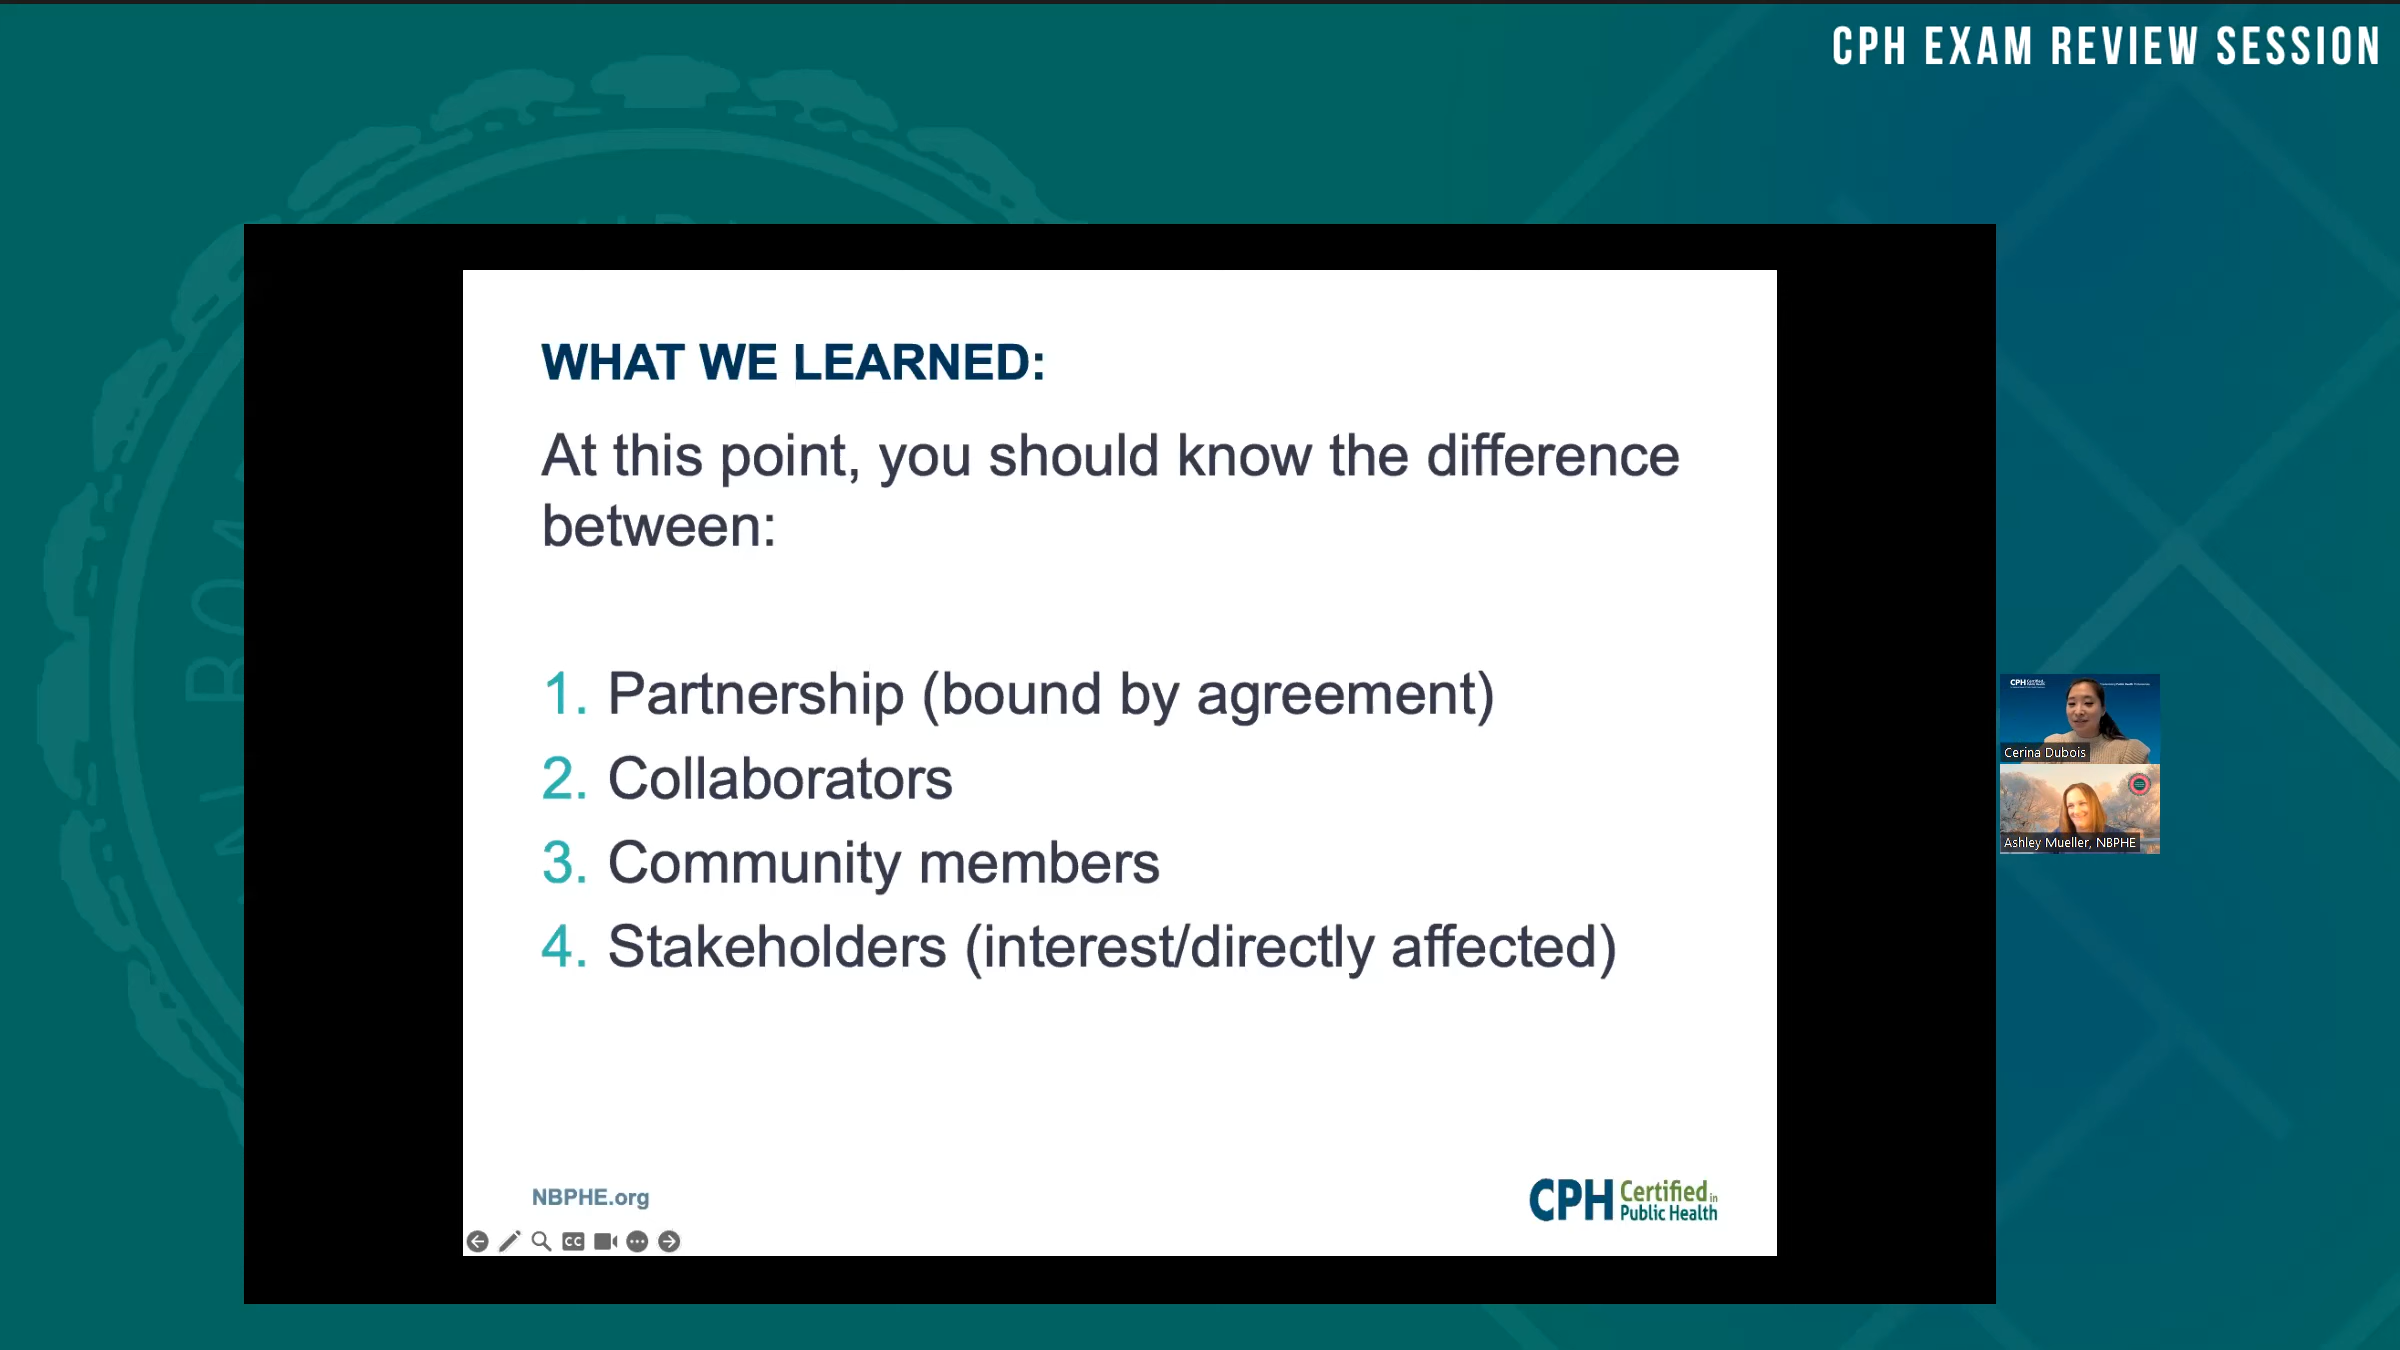 CPH EXAM REVIEW SESSION
WHAT WE LEARNED:
At this point, you should know the difference
between:
1. Partnership (bound by agreement)
2. Collaborators
3. Community members
4. Stakeholders (interest/directly affected)
NBPHE.org
CPH Certified in
Public Health
CC
CPH
Cerina Dubois
Ashley Mueller, NBPHE